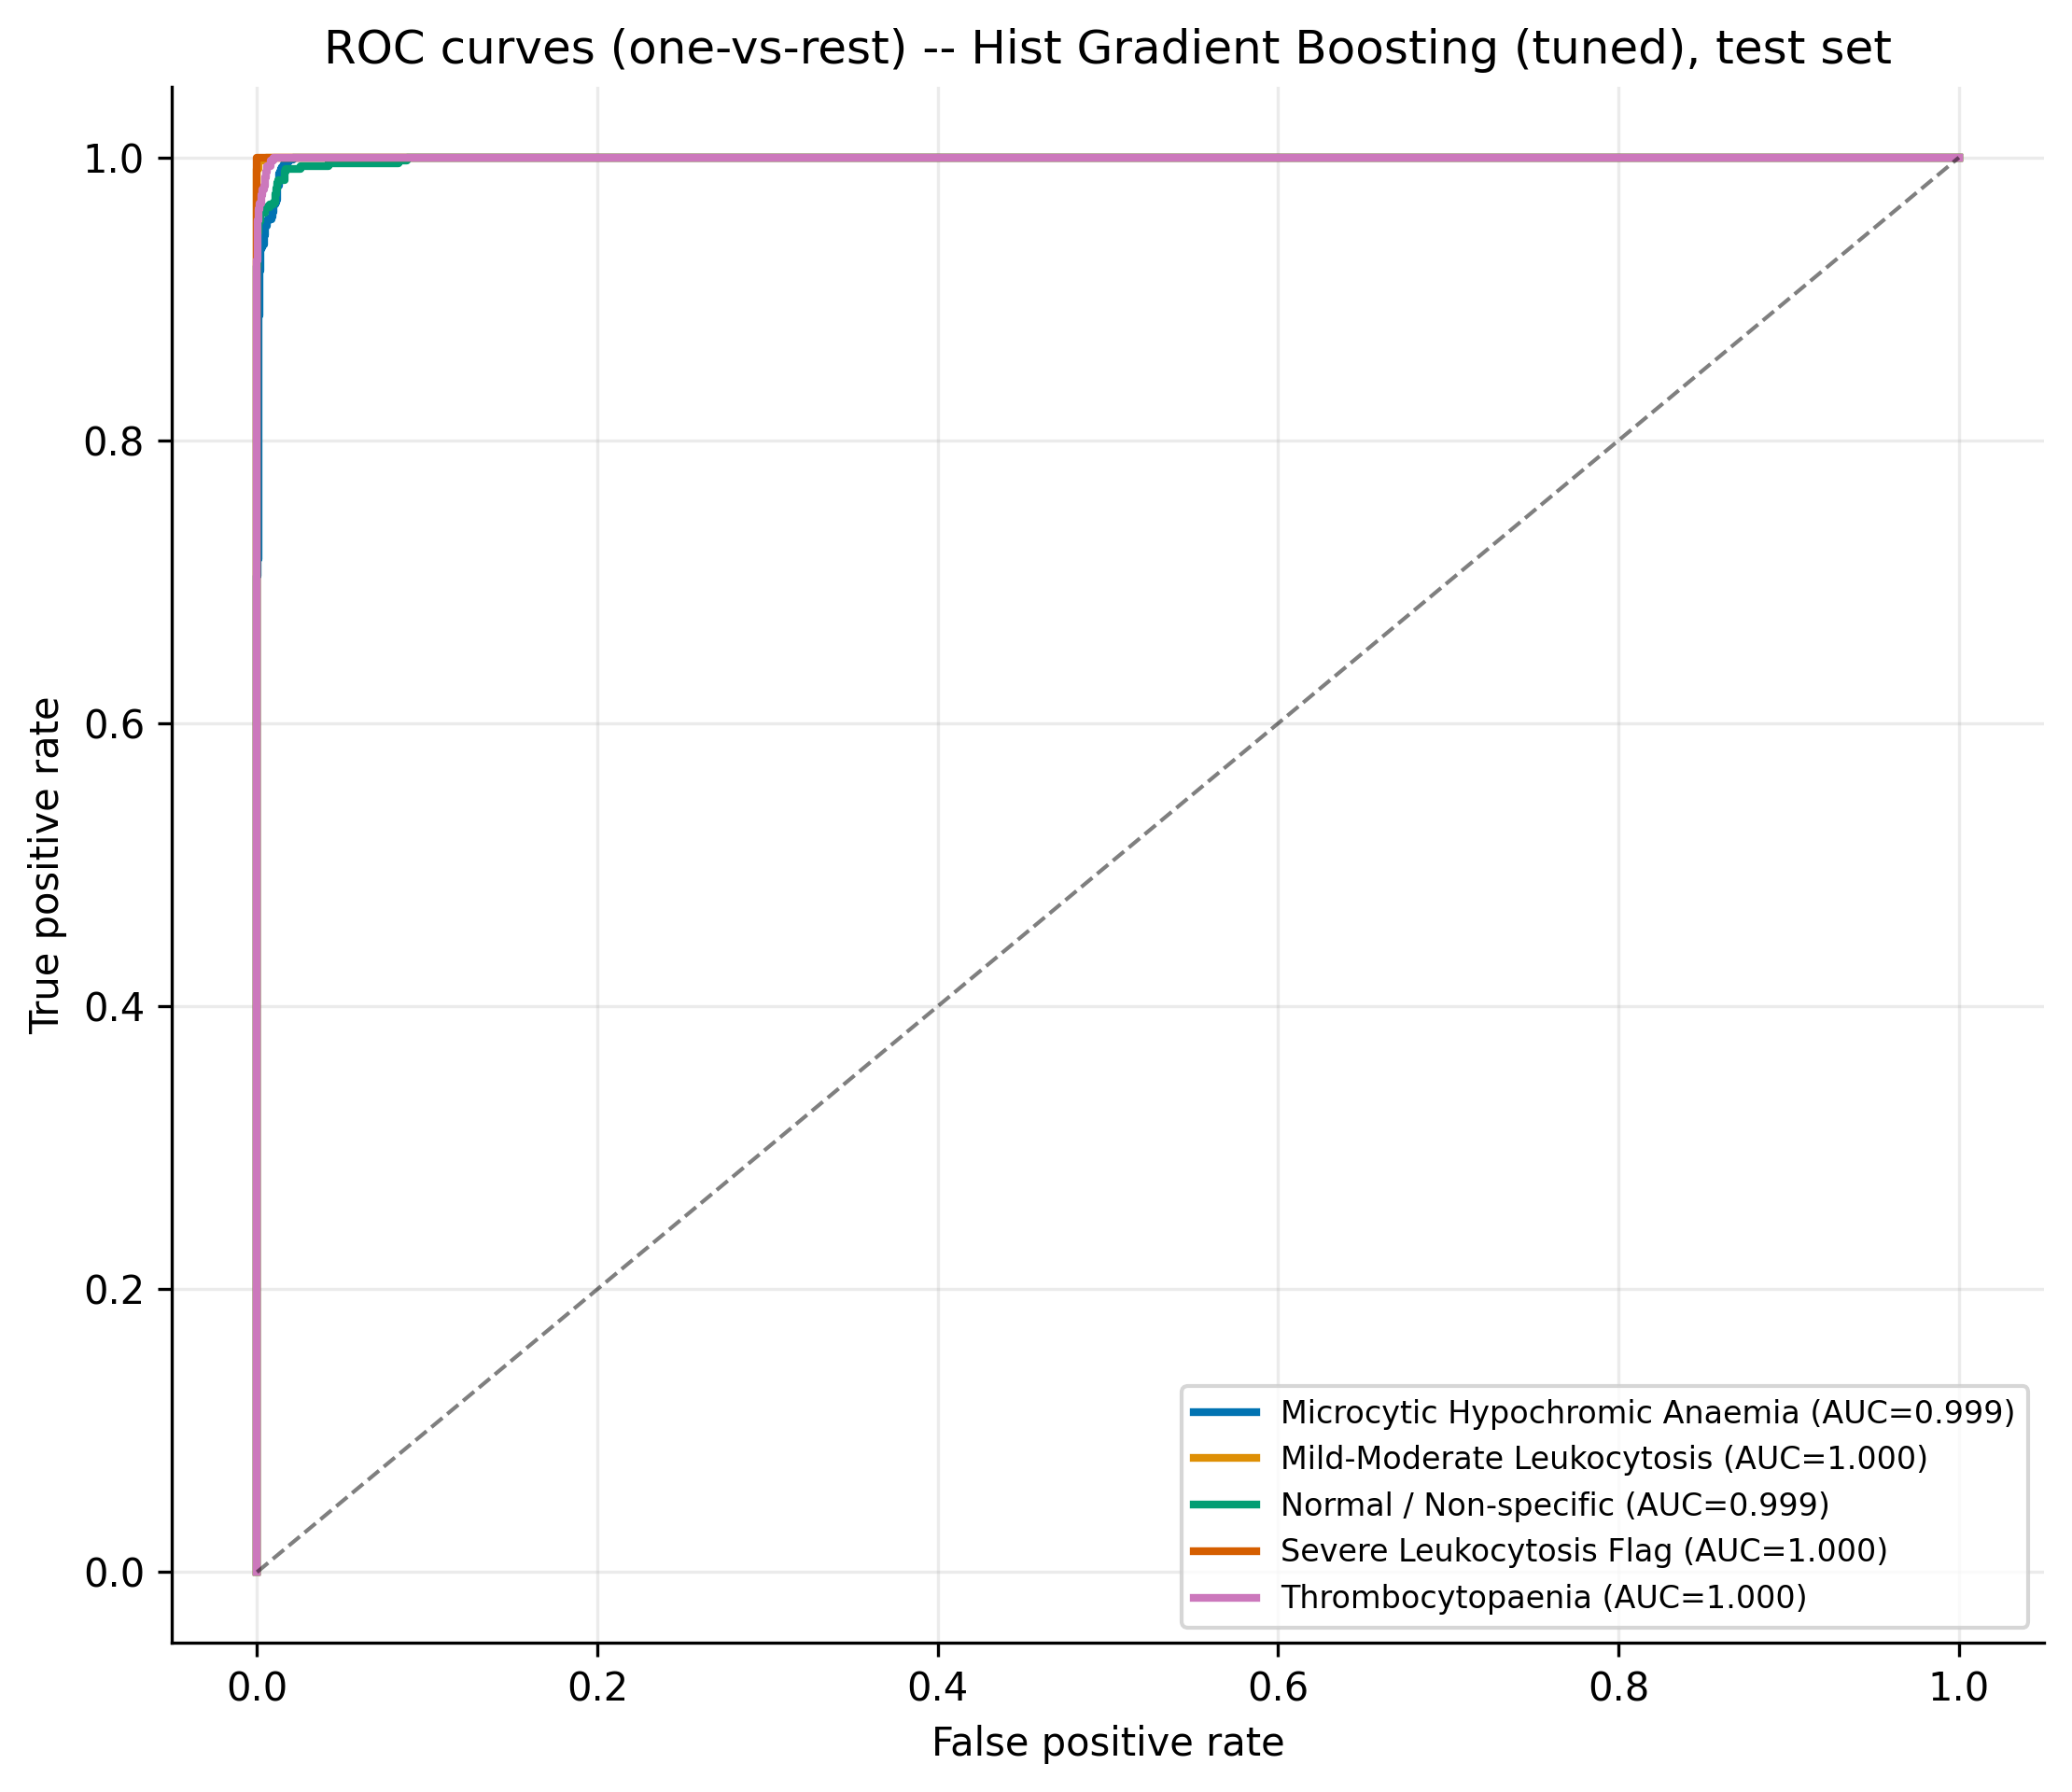 ROC curves (one-vs-rest) -- Hist Gradient Boosting (tuned), test set
1.0
0.8
0.6
0.4
0.2
0.0
True positive rate
0.0 0.2 0.4 0.6 0.8 1.0
False positive rate
Microcytic Hypochromic Anaemia (AUC=0.999)
Mild-Moderate Leukocytosis (AUC=1.000)
Normal / Non-specific (AUC=0.999)
Severe Leukocytosis Flag (AUC=1.000)
Thrombocytopaenia (AUC=1.000)